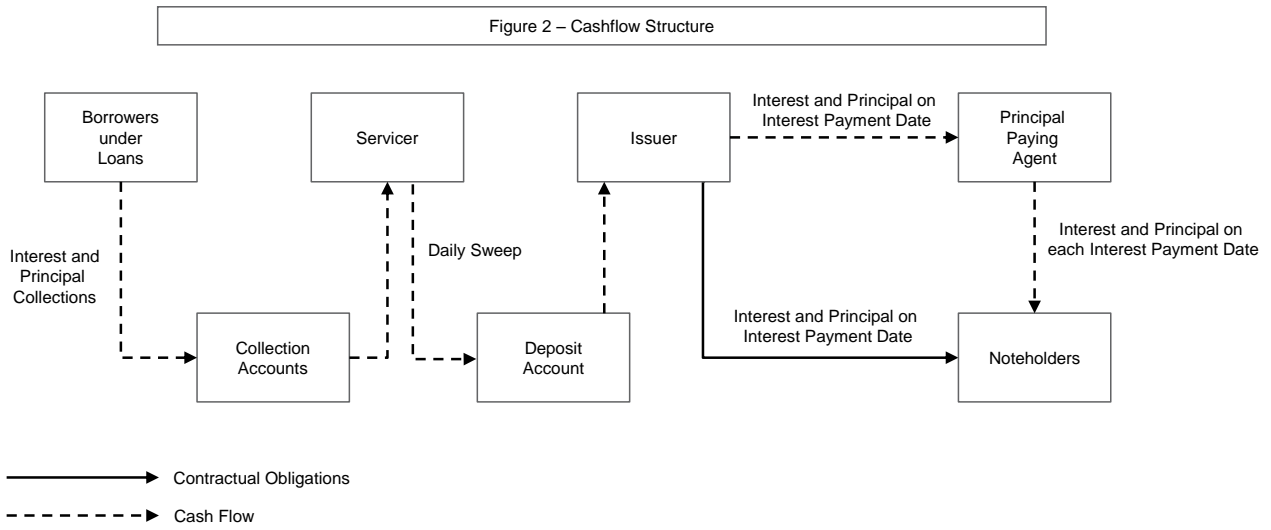 Figure 2 – Cashflow Structure
Borrowers
under
Loans
Servicer
Issuer
Interest and Principal on
Interest Payment Date
Principal
Paying
Agent
Interest and
Principal
Collections
Daily Sweep
Interest and Principal on
each Interest Payment Date
Collection
Accounts
Deposit
Account
Interest and Principal on
Interest Payment Date
Noteholders
Contractual Obligations
Cash Flow